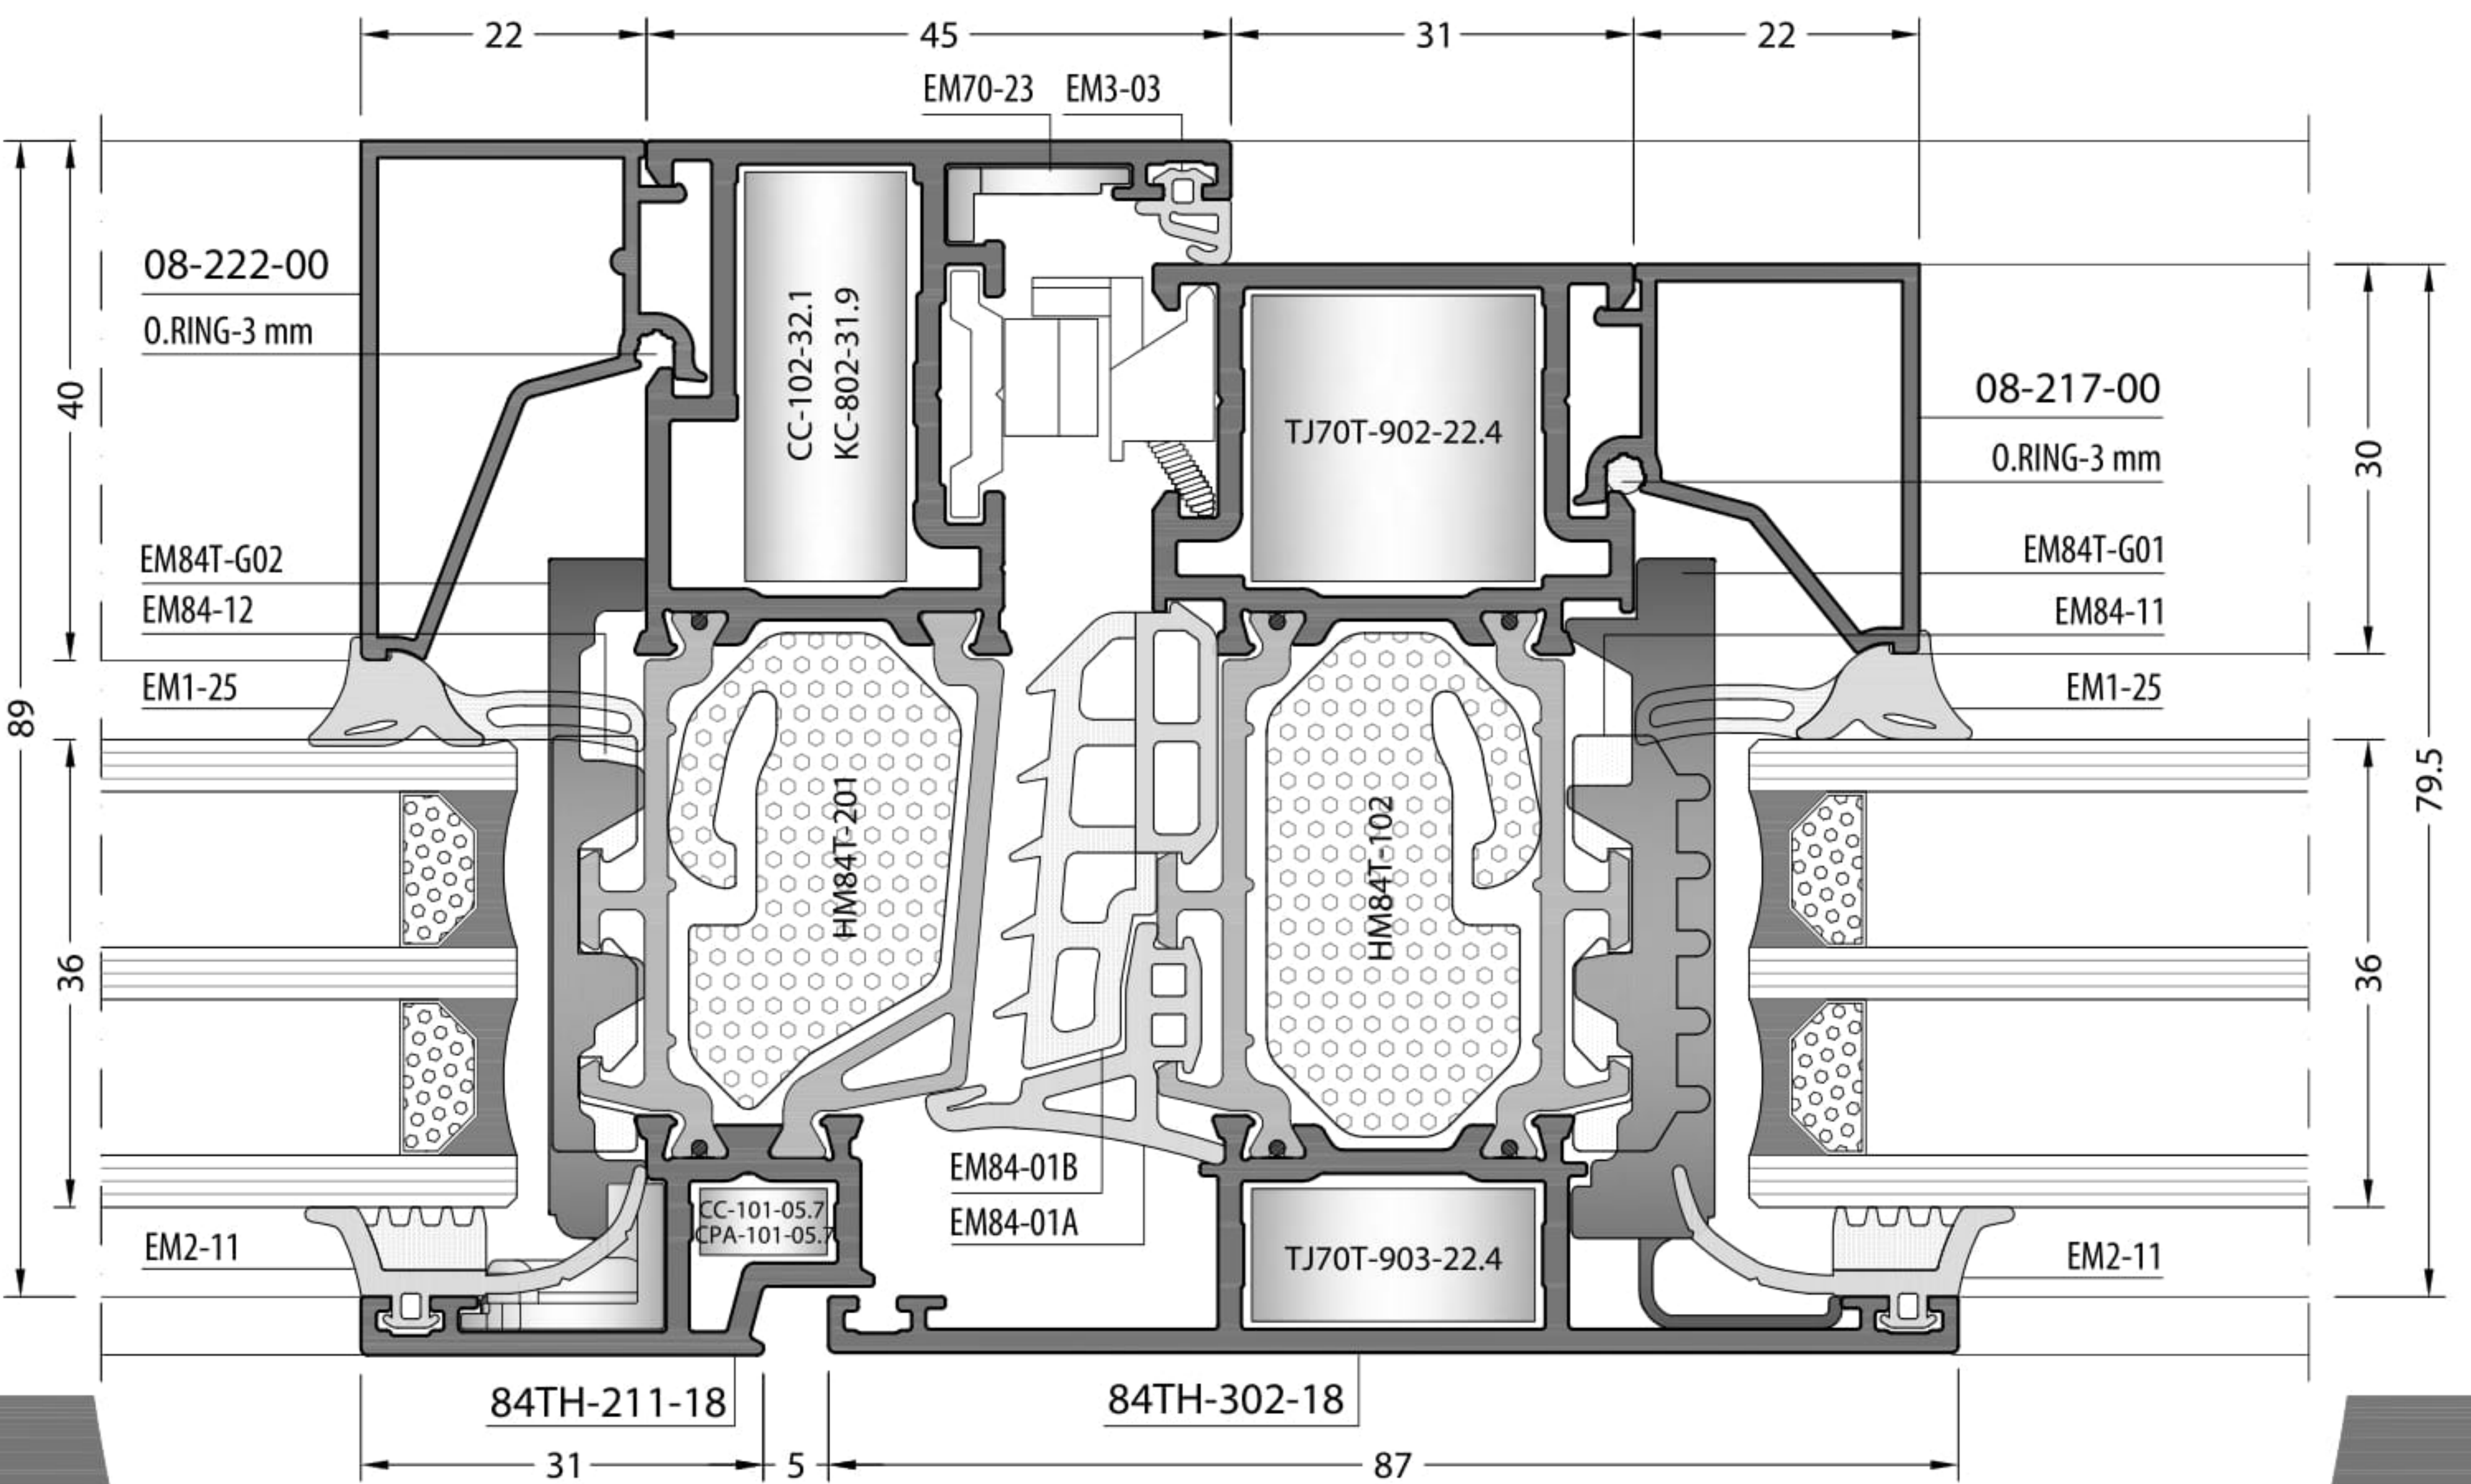 22
45
31
22
EM70-23
EM3-03
08-222-00
O.RING-3 mm
40
89
EM84T-G02
EM84-12
EM1-25
36
EM2-11
CC-102-32.1
KC-802-31.9
TJ70T-902-22.4
08-217-00
O.RING-3 mm
30
EM84T-G01
EM84-11
EM1-25
79.5
36
HM84T-201
HM84T-102
EM84-01B
EM84-01A
CC-101-05.7
CPA-101-05.7
TJ70T-903-22.4
EM2-11
84TH-211-18
84TH-302-18
31
5
87